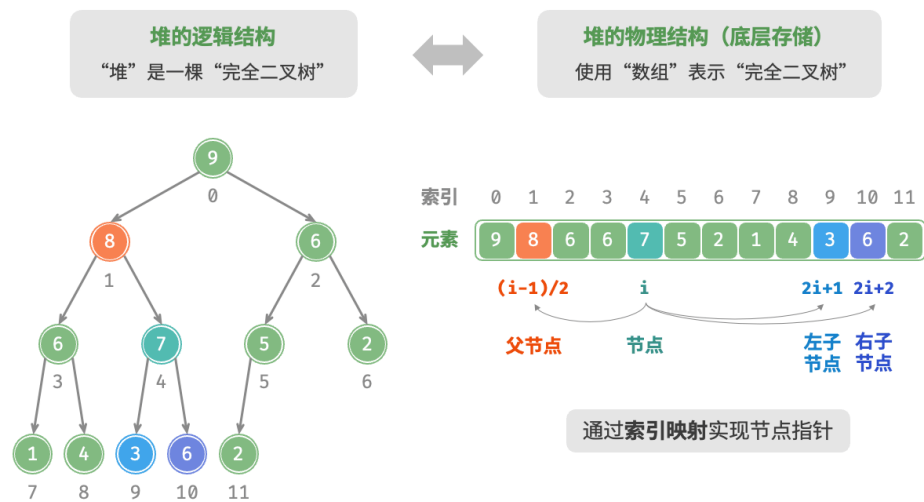 堆的逻辑结构
“堆”是一棵“完全二叉树”
堆的物理结构（底层存储）
使用“数组”表示“完全二叉树”
9
0
8
6
1
2
6
7
5
2
3
4
5
6
1
4
3
6
2
7
8
9
10
11
索引 0 1 2 3 4 5 6 7 8 9 10 11
元素 9 8 6 6 7 5 2 1 4 3 6 2
(i-1)/2 i 2i+1 2i+2
父节点 节点 左子节点 右子节点
通过索引映射实现节点指针